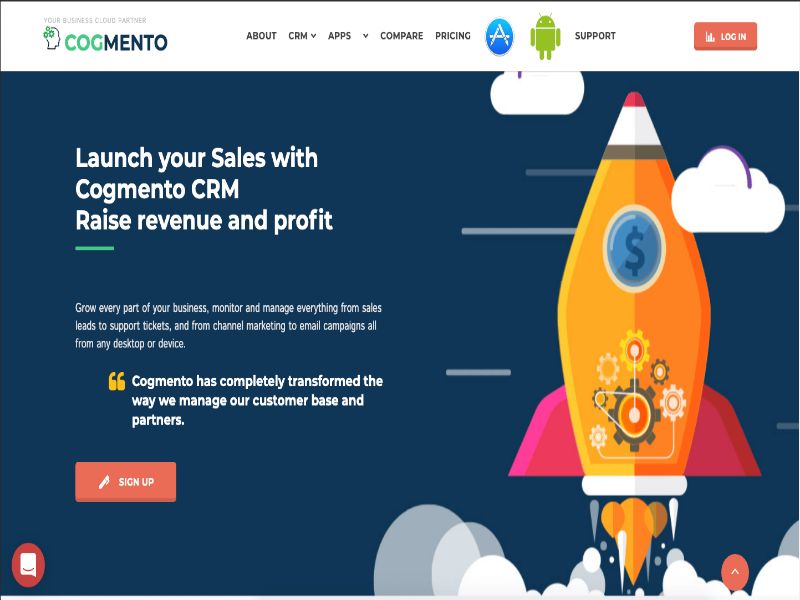 YOUR BUSINESS CLOUD PARTNER
COGMENTO
ABOUT
CRM
APPS
COMPARE
PRICING
SUPPORT
LOG IN
Launch your Sales with
Cogmento CRM
Raise revenue and profit
Grow every part of your business, monitor and manage everything from sales
leads to support tickets, and from channel marketing to email campaigns all
from any desktop or device.
Cogmento has completely transformed the
way we manage our customer base and
partners.
SIGN UP
$